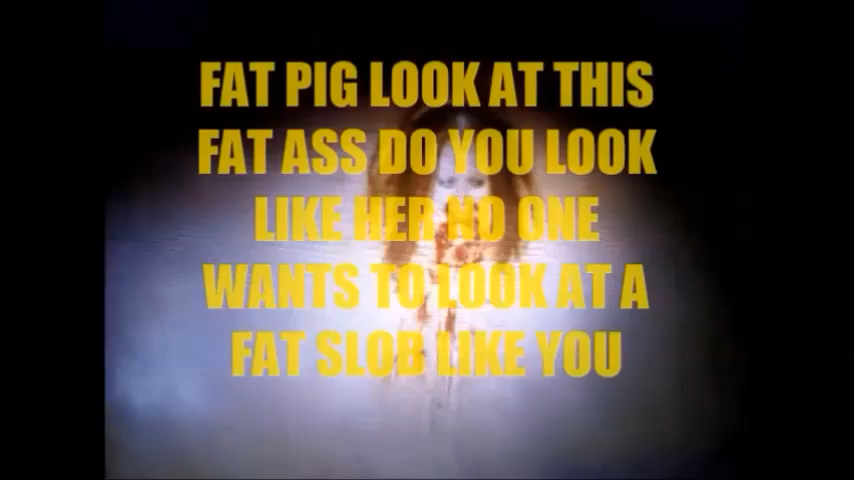 FAT PIG LOOK AT THIS
FAT ASS DO YOU LOOK
LIKE HER NO ONE
WANTS TO LOOK AT A
FAT SLOB LIKE YOU